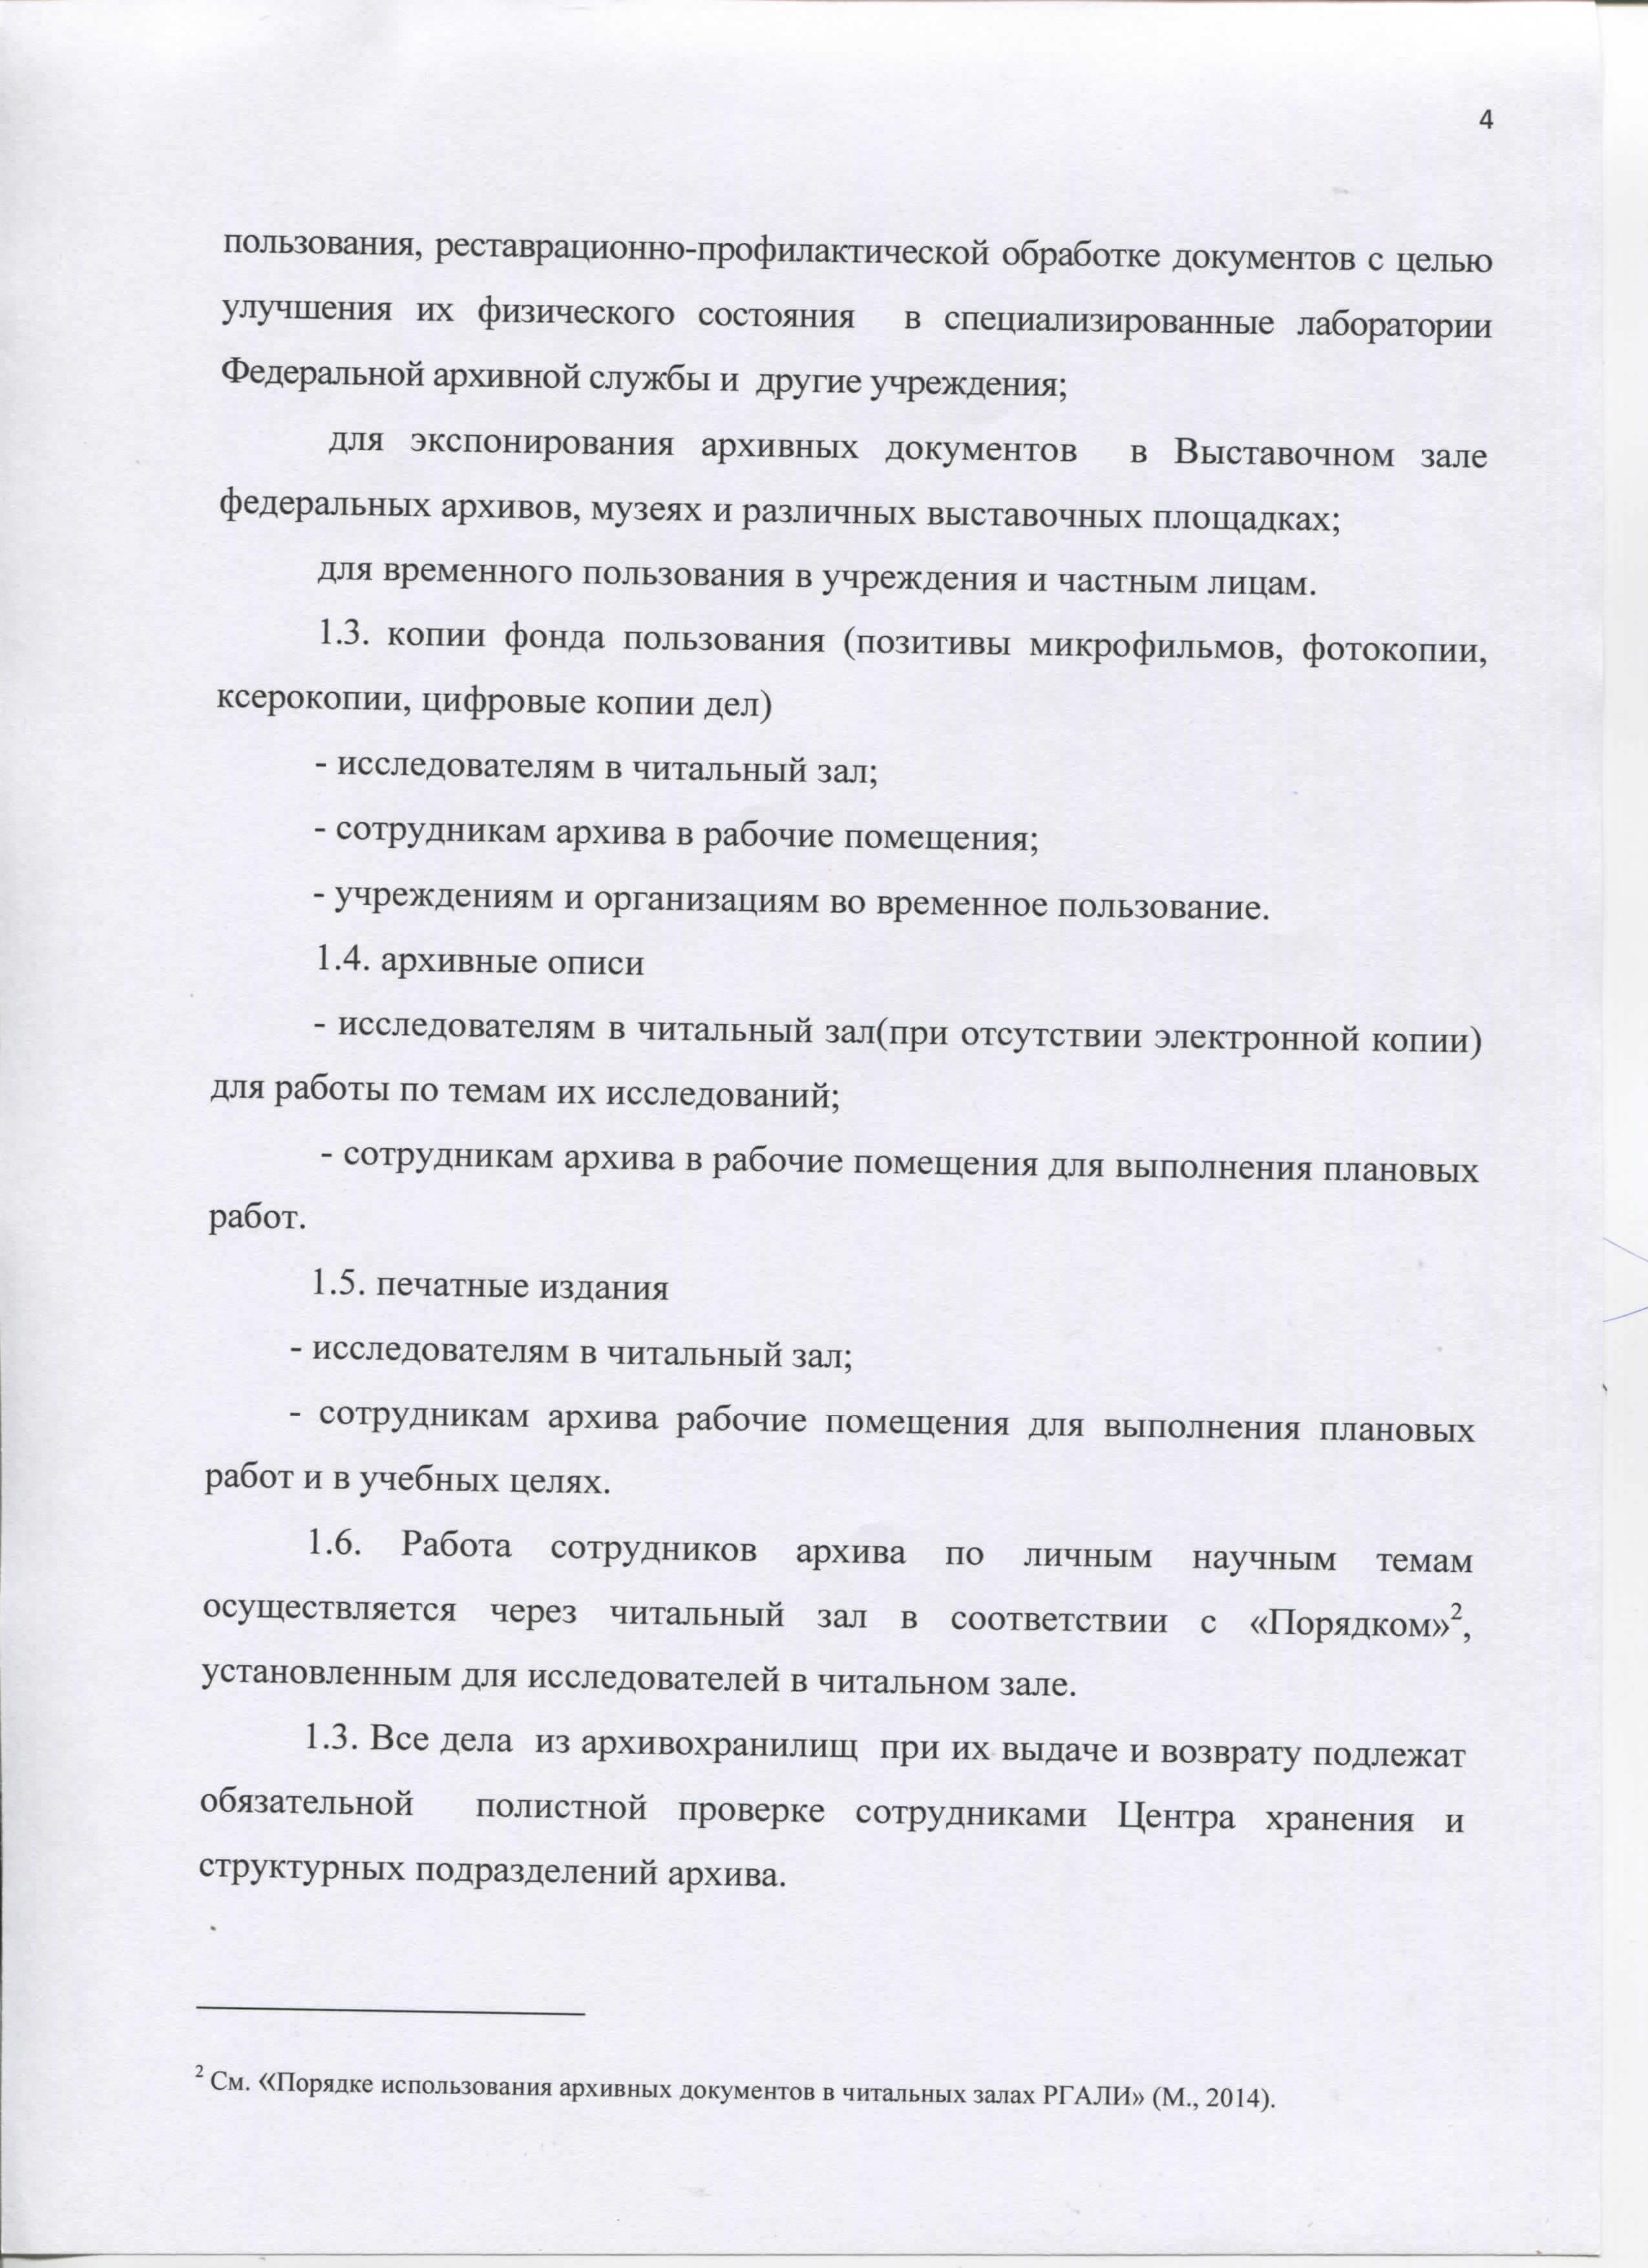 4
пользования, реставрационно-профилактической обработке документов с целью
улучшения их физического состояния в специализированные лаборатории
Федеральной архивной службы и другие учреждения;
для экспонирования архивных документов в Выставочном зале
федеральных архивов, музеях и различных выставочных площадках;
для временного пользования в учреждения и частным лицам.
1.3. копии фонда пользования (позитивы микрофильмов, фотокопии,
ксерокопии, цифровые копии дел)
- исследователям в читальный зал;
- сотрудникам архива в рабочие помещения;
- учреждениям и организациям во временное пользование.
1.4. архивные описи
- исследователям в читальный зал(при отсутствии электронной копии)
для работы по темам их исследований;
- сотрудникам архива в рабочие помещения для выполнения плановых
работ.
1.5. печатные издания
- исследователям в читальный зал;
- сотрудникам архива рабочие помещения для выполнения плановых
работ и в учебных целях.
1.6. Работа сотрудников архива по личным научным темам
осуществляется через читальный зал в соответствии с «Порядком»²,
установленным для исследователей в читальном зале.
1.3. Все дела из архивохранилищ при их выдаче и возврату подлежат
обязательной полистной проверке сотрудниками Центра хранения и
структурных подразделений архива.
² См. «Порядке использования архивных документов в читальных залах РГАЛИ» (М., 2014).